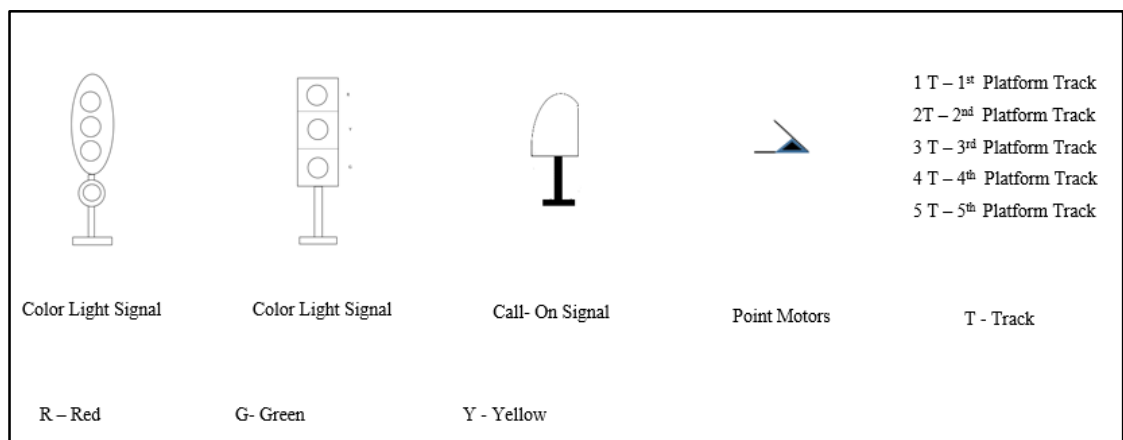 1 T – 1st Platform Track
2T – 2nd Platform Track
3 T – 3rd Platform Track
4 T – 4th Platform Track
5 T – 5th Platform Track
Color Light Signal
Color Light Signal
Call- On Signal
Point Motors
T - Track
R – Red
G- Green
Y - Yellow